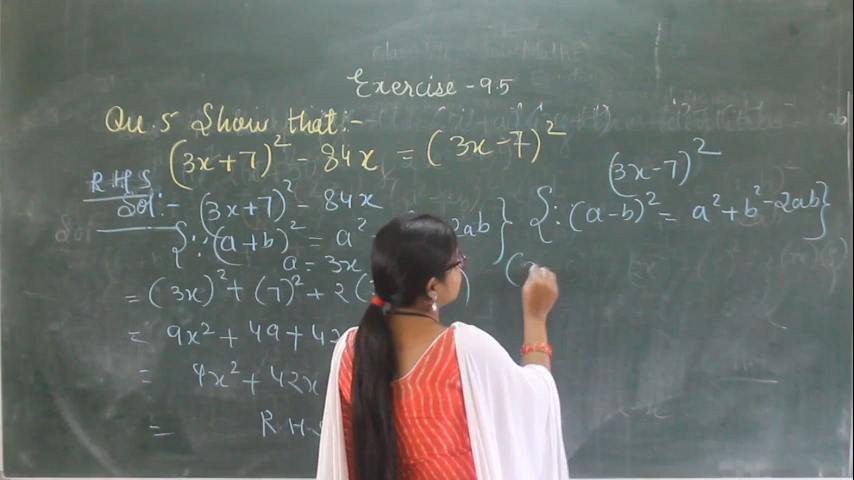 Exercise - 9.5
Qu.5 Show that:-
(3x+7)² - 84x = (3x-7)²
R.H.S
Sol:- (3x+7)² - 84x
{∵ (a+b)² = a² 2ab}
a = 3x
= (3x)² + (7)² + 2(
= 9x² + 49 + 42
= 9x² + 42x
= R.H.S
(3x-7)²
{∵ (a-b)² = a² + b² - 2ab}
(3